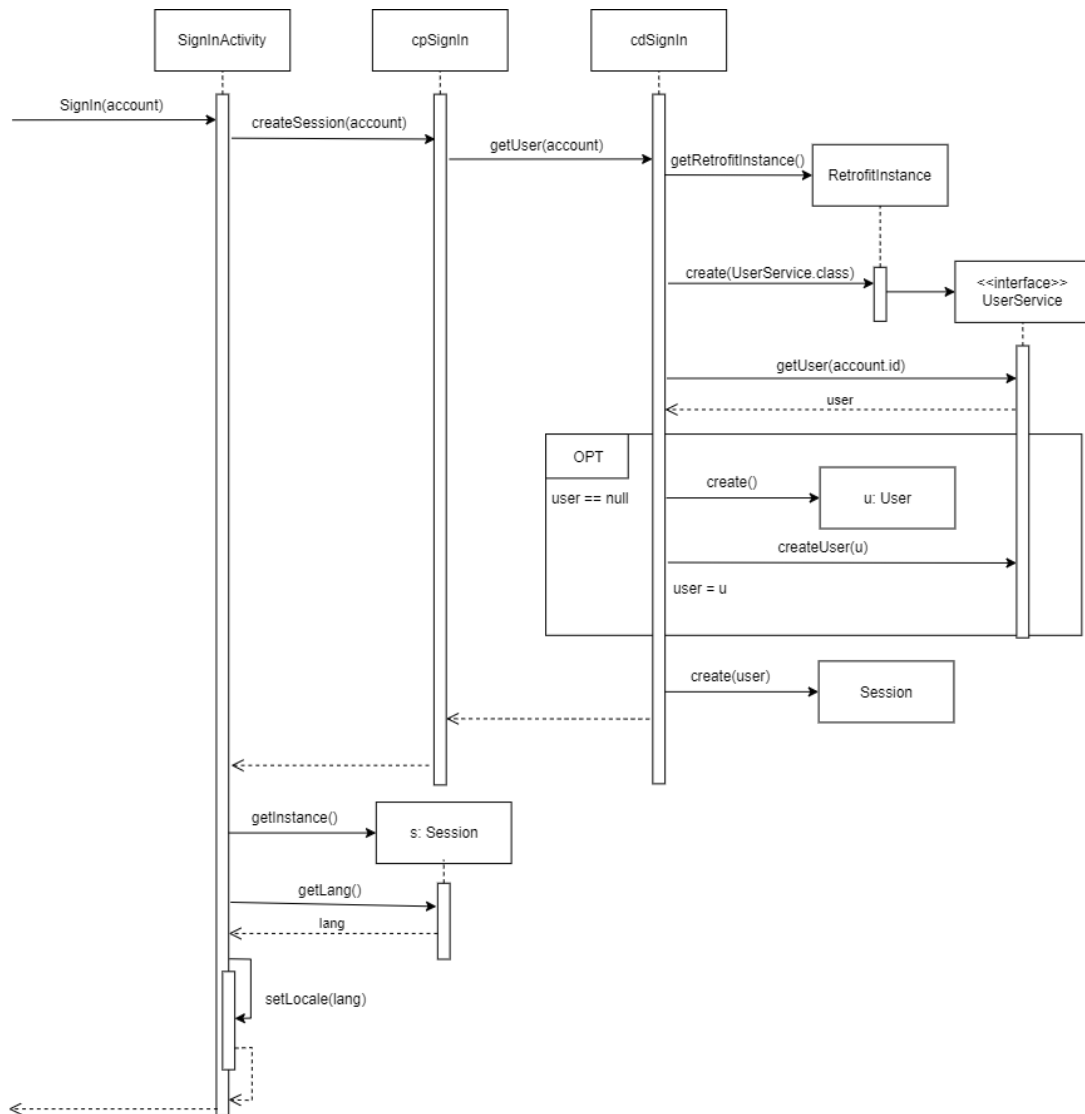 SignInActivity
cpSignIn
cdSignIn
SignIn(account)
createSession(account)
getUser(account)
getRetrofitInstance()
RetrofitInstance
create(UserService.class)
<<interface>>
UserService
getUser(account.id)
user
OPT
user == null
create()
u: User
createUser(u)
user = u
create(user)
Session
getInstance()
s: Session
getLang()
lang
setLocale(lang)